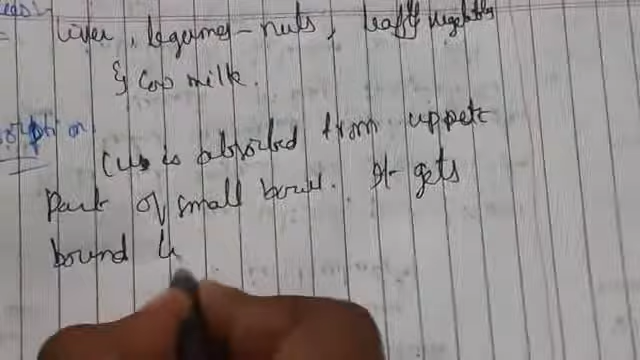 liver, legumes - nuts, leafy vegetables
& Cow milk.
Cu is absorbed from upper
Part of small bowel. It gets
bound